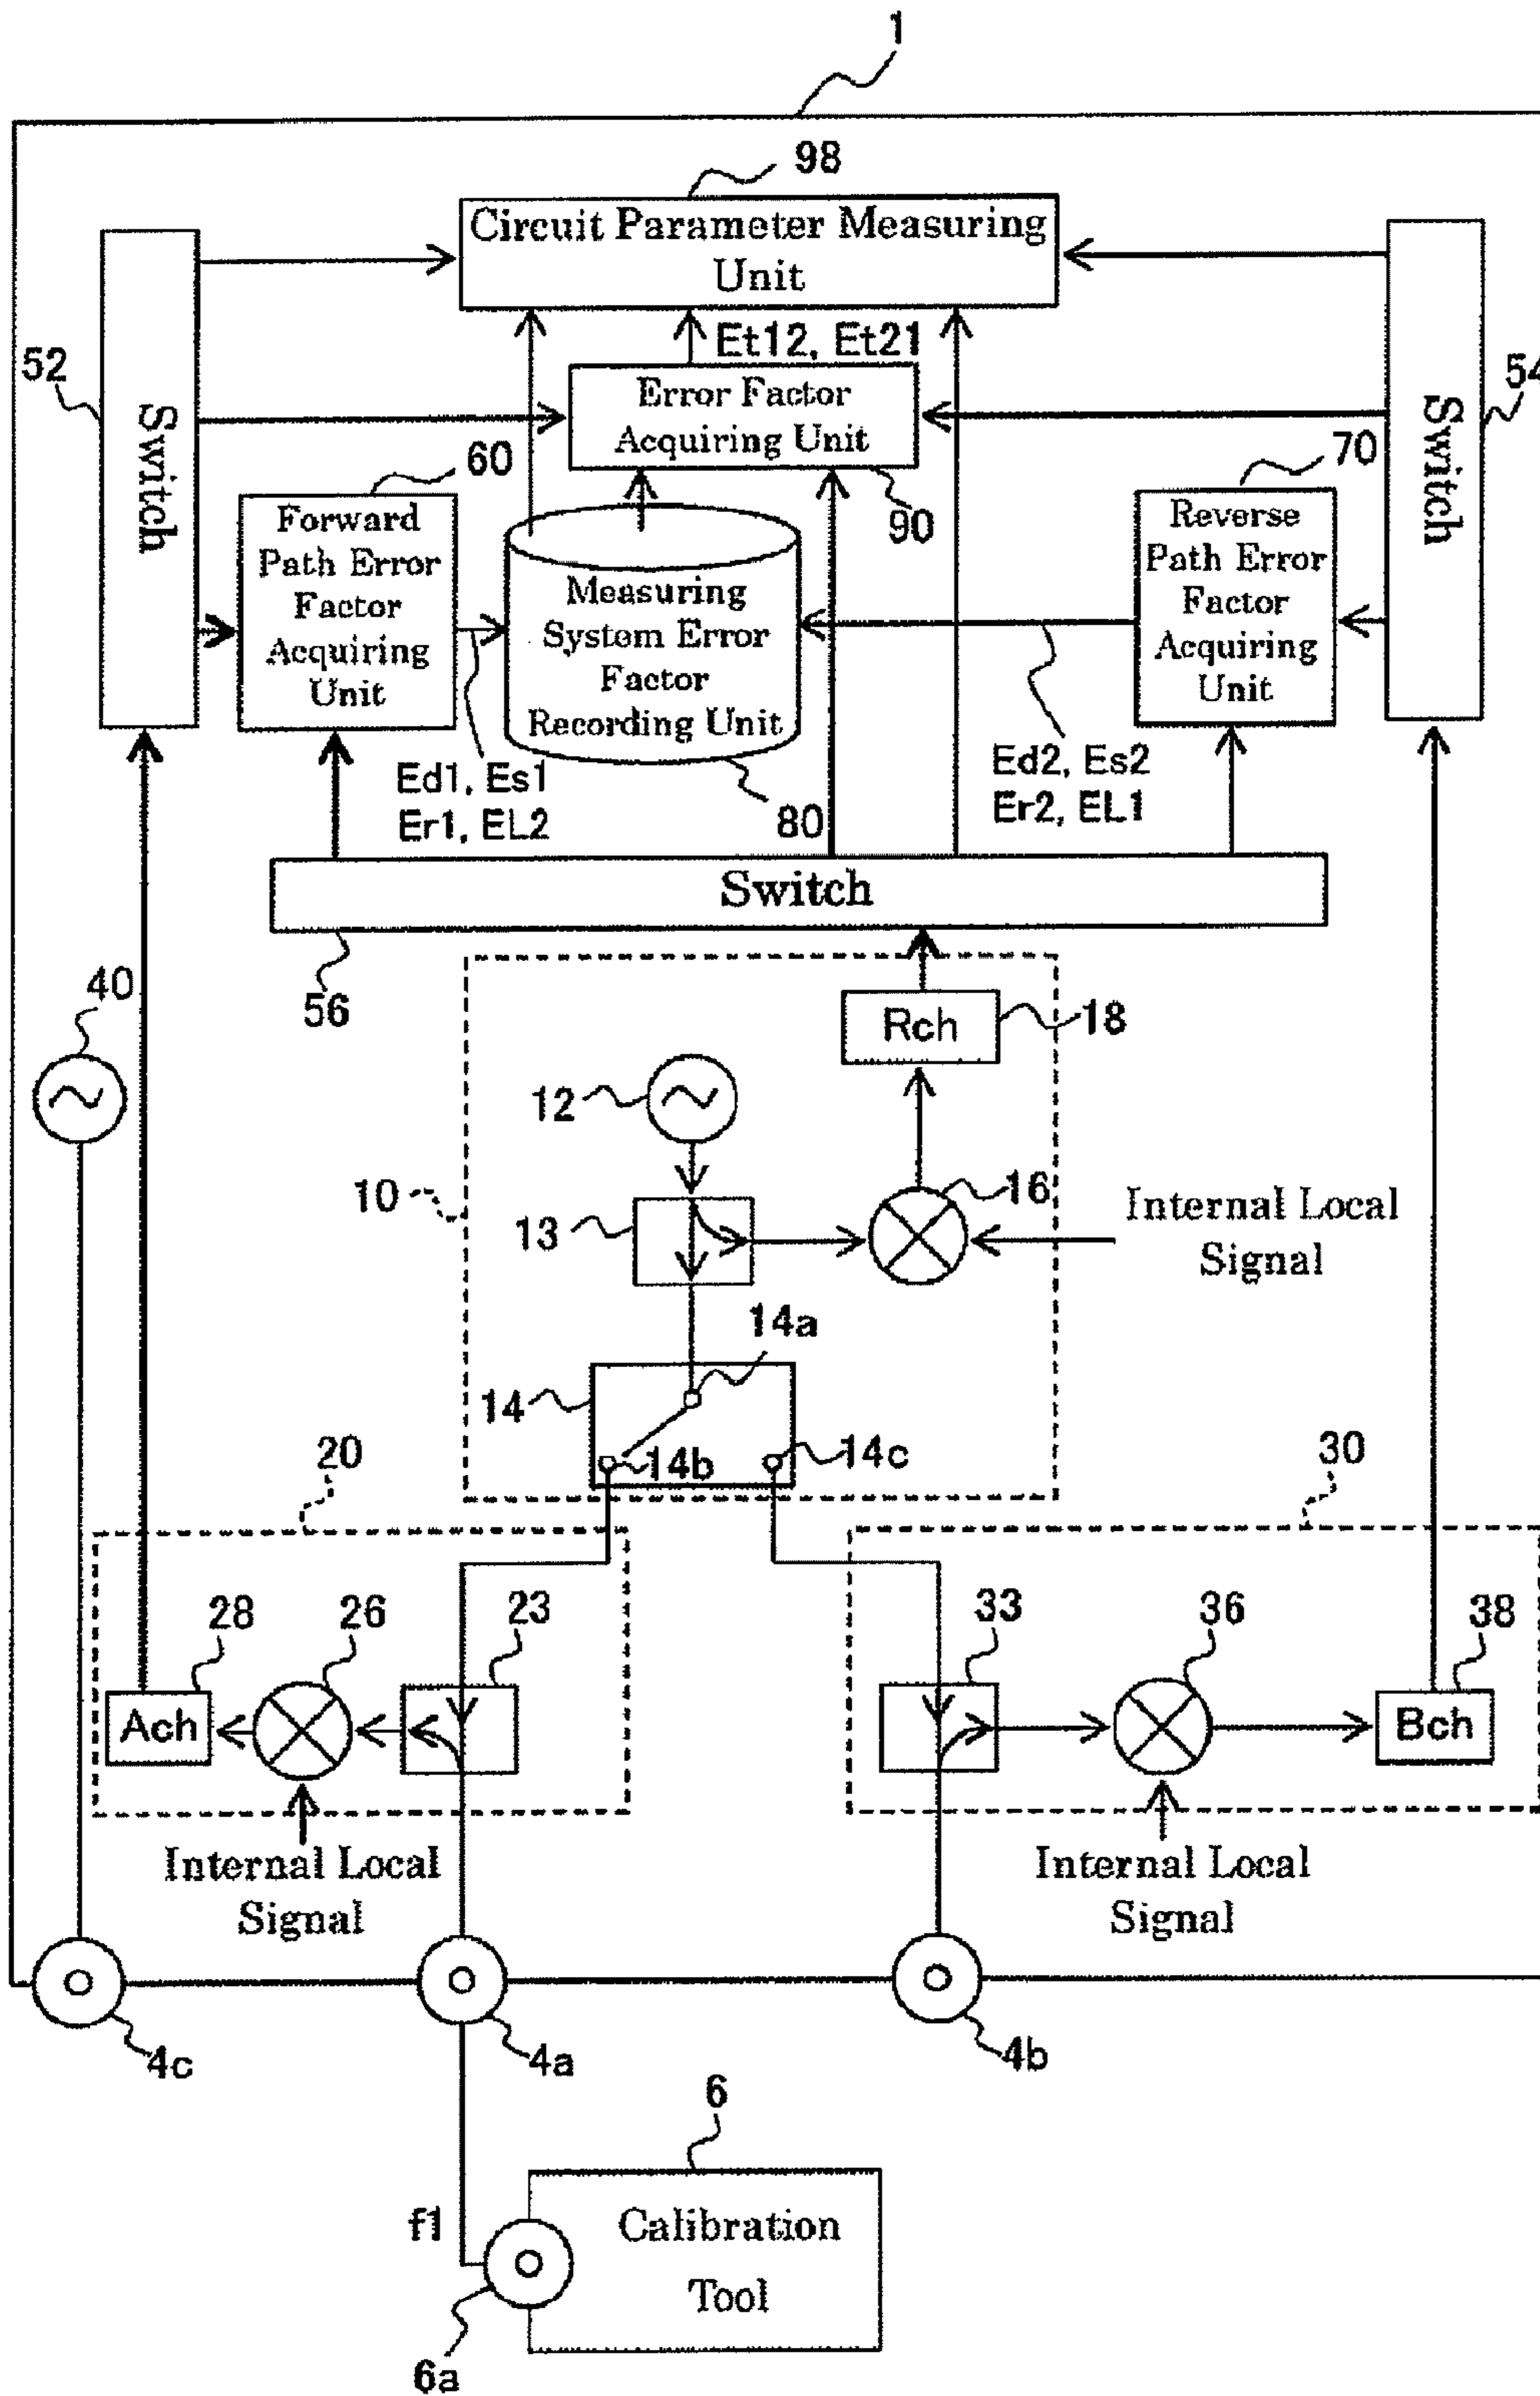 1
98
Circuit Parameter Measuring
Unit
Et12, Et21
52
Switch
Error Factor
Acquiring Unit
54
Switch
60
70
90
Forward
Path Error
Factor
Acquiring
Unit
Measuring
System Error
Factor
Recording Unit
Reverse
Path Error
Factor
Acquiring
Unit
Ed1, Es1
Er1, EL2
80
Ed2, Es2
Er2, EL1
Switch
56
40
Rch
18
12
10
13
16
Internal Local
Signal
14a
14
14b
14c
20
30
28
26
23
33
36
38
Ach
Bch
Internal Local
Signal
Internal Local
Signal
4c
4a
4b
6
f1
Calibration
Tool
6a